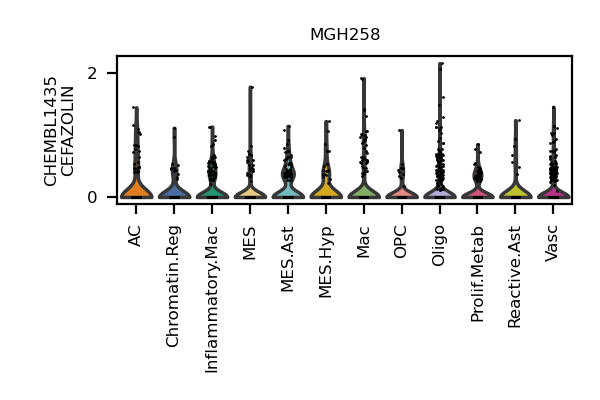 MGH258
CHEMBL1435
CEFAZOLIN
2
0
AC
Chromatin.Reg
Inflammatory.Mac
MES
MES.Ast
MES.Hyp
Mac
OPC
Oligo
Prolif.Metab
Reactive.Ast
Vasc